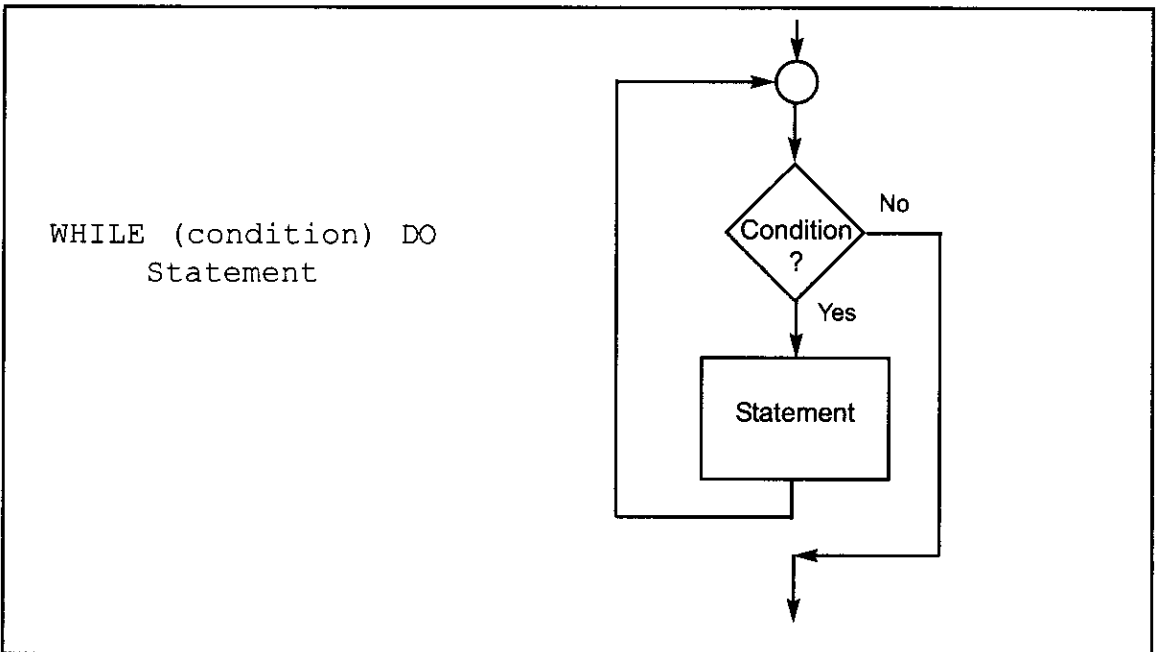 WHILE (condition) DO
Statement
No
Condition
?
Yes
Statement